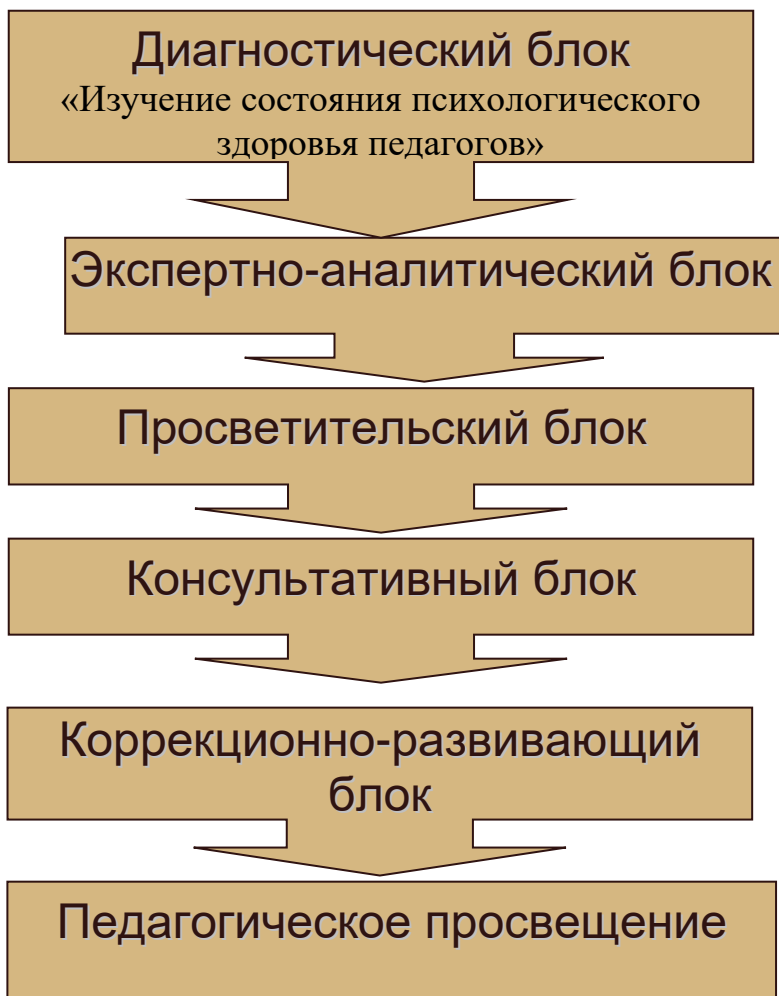 Диагностический блок
«Изучение состояния психологического
здоровья педагогов»
Экспертно-аналитический блок
Просветительский блок
Консультативный блок
Коррекционно-развивающий
блок
Педагогическое просвещение